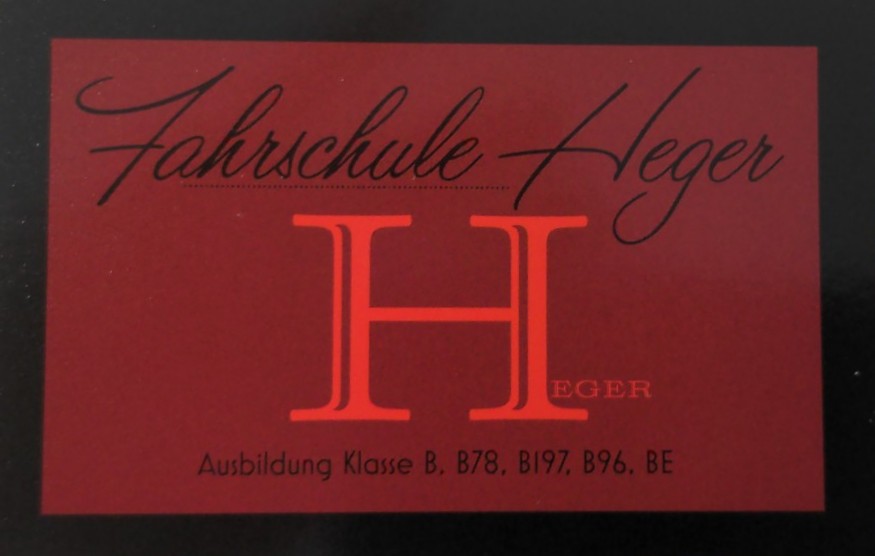 Fahrschule Heger
HEGER
Ausbildung Klasse B, B78, B197, B96, BE